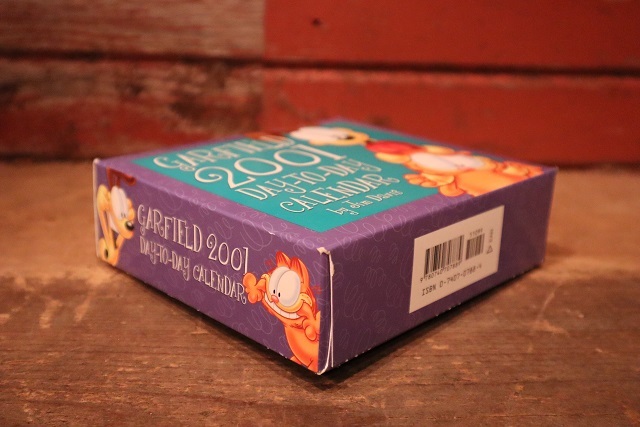 GARFIELD
2001
DAY-TO-DAY
CALENDAR
by Jim Davis
GARFIELD 2001
DAY-TO-DAY CALENDAR